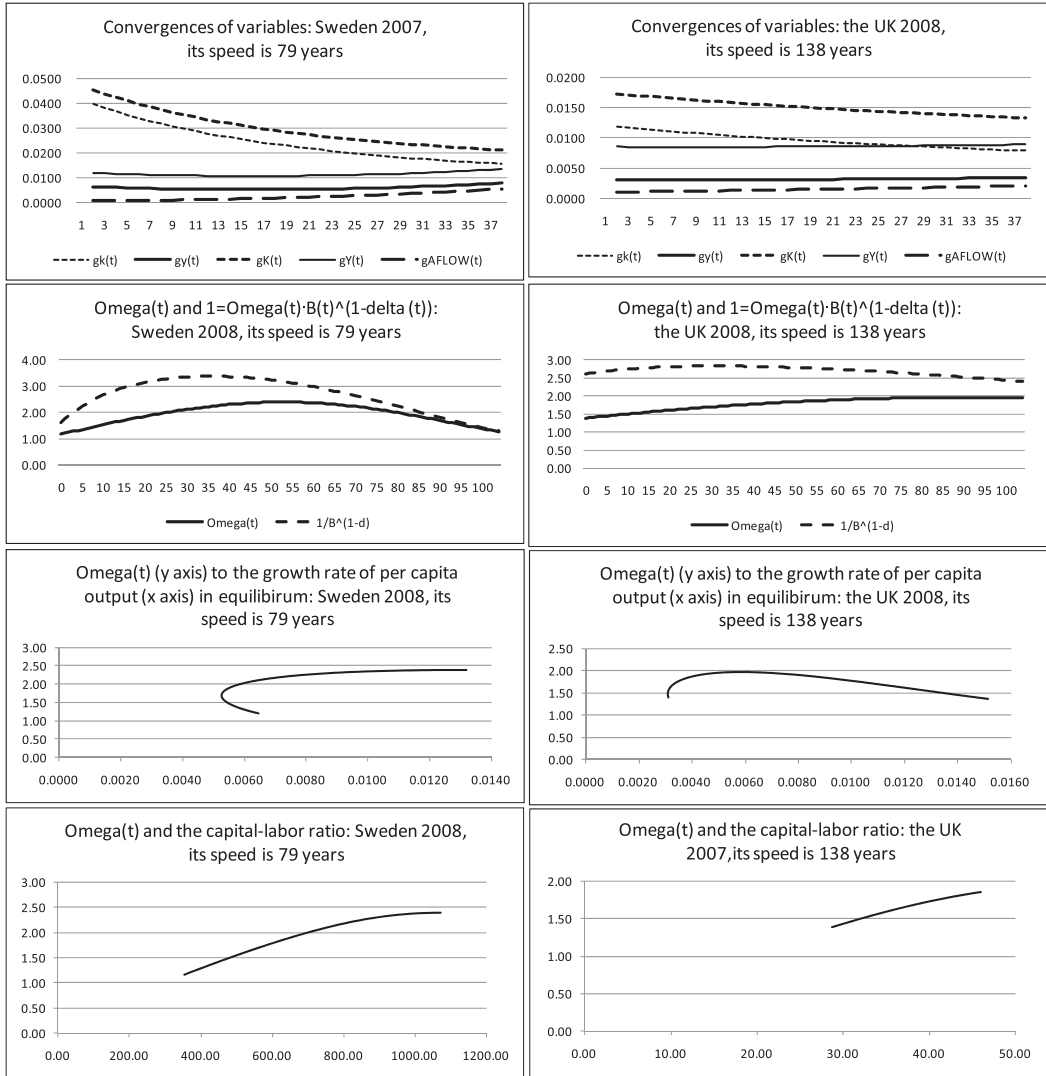 Convergences of variables: Sweden 2007,
its speed is 79 years
0.0500
0.0400
0.0300
0.0200
0.0100
0.0000
1 3 5 7 9 11 13 15 17 19 21 23 25 27 29 31 33 35 37
gk(t) gy(t) gK(t) gY(t) gAFLOW(t)
Convergences of variables: the UK 2008,
its speed is 138 years
0.0200
0.0150
0.0100
0.0050
0.0000
1 3 5 7 9 11 13 15 17 19 21 23 25 27 29 31 33 35 37
gk(t) gy(t) gK(t) gY(t) gAFLOW(t)
Omega(t) and 1=Omega(t)·B(t)^(1-delta (t)):
Sweden 2008, its speed is 79 years
4.00
3.00
2.00
1.00
0.00
0 5 10 15 20 25 30 35 40 45 50 55 60 65 70 75 80 85 90 95 100
Omega(t) 1/B^(1-d)
Omega(t) and 1=Omega(t)·B(t)^(1-delta (t)):
the UK 2008, its speed is 138 years
3.00
2.50
2.00
1.50
1.00
0.50
0.00
0 5 10 15 20 25 30 35 40 45 50 55 60 65 70 75 80 85 90 95 100
Omega(t) 1/B^(1-d)
Omega(t) (y axis) to the growth rate of per capita
output (x axis) in equilibirum: Sweden 2008, its
speed is 79 years
3.00
2.50
2.00
1.50
1.00
0.50
0.00
0.0000 0.0020 0.0040 0.0060 0.0080 0.0100 0.0120 0.0140
Omega(t) (y axis) to the growth rate of per capita
output (x axis) in equilibirum: the UK 2008, its
speed is 138 years
2.50
2.00
1.50
1.00
0.50
0.00
0.0000 0.0020 0.0040 0.0060 0.0080 0.0100 0.0120 0.0140 0.0160
Omega(t) and the capital-labor ratio: Sweden 2008,
its speed is 79 years
3.00
2.50
2.00
1.50
1.00
0.50
0.00
0.00 200.00 400.00 600.00 800.00 1000.00 1200.00
Omega(t) and the capital-labor ratio: the UK
2007,its speed is 138 years
2.00
1.50
1.00
0.50
0.00
0.00 10.00 20.00 30.00 40.00 50.00